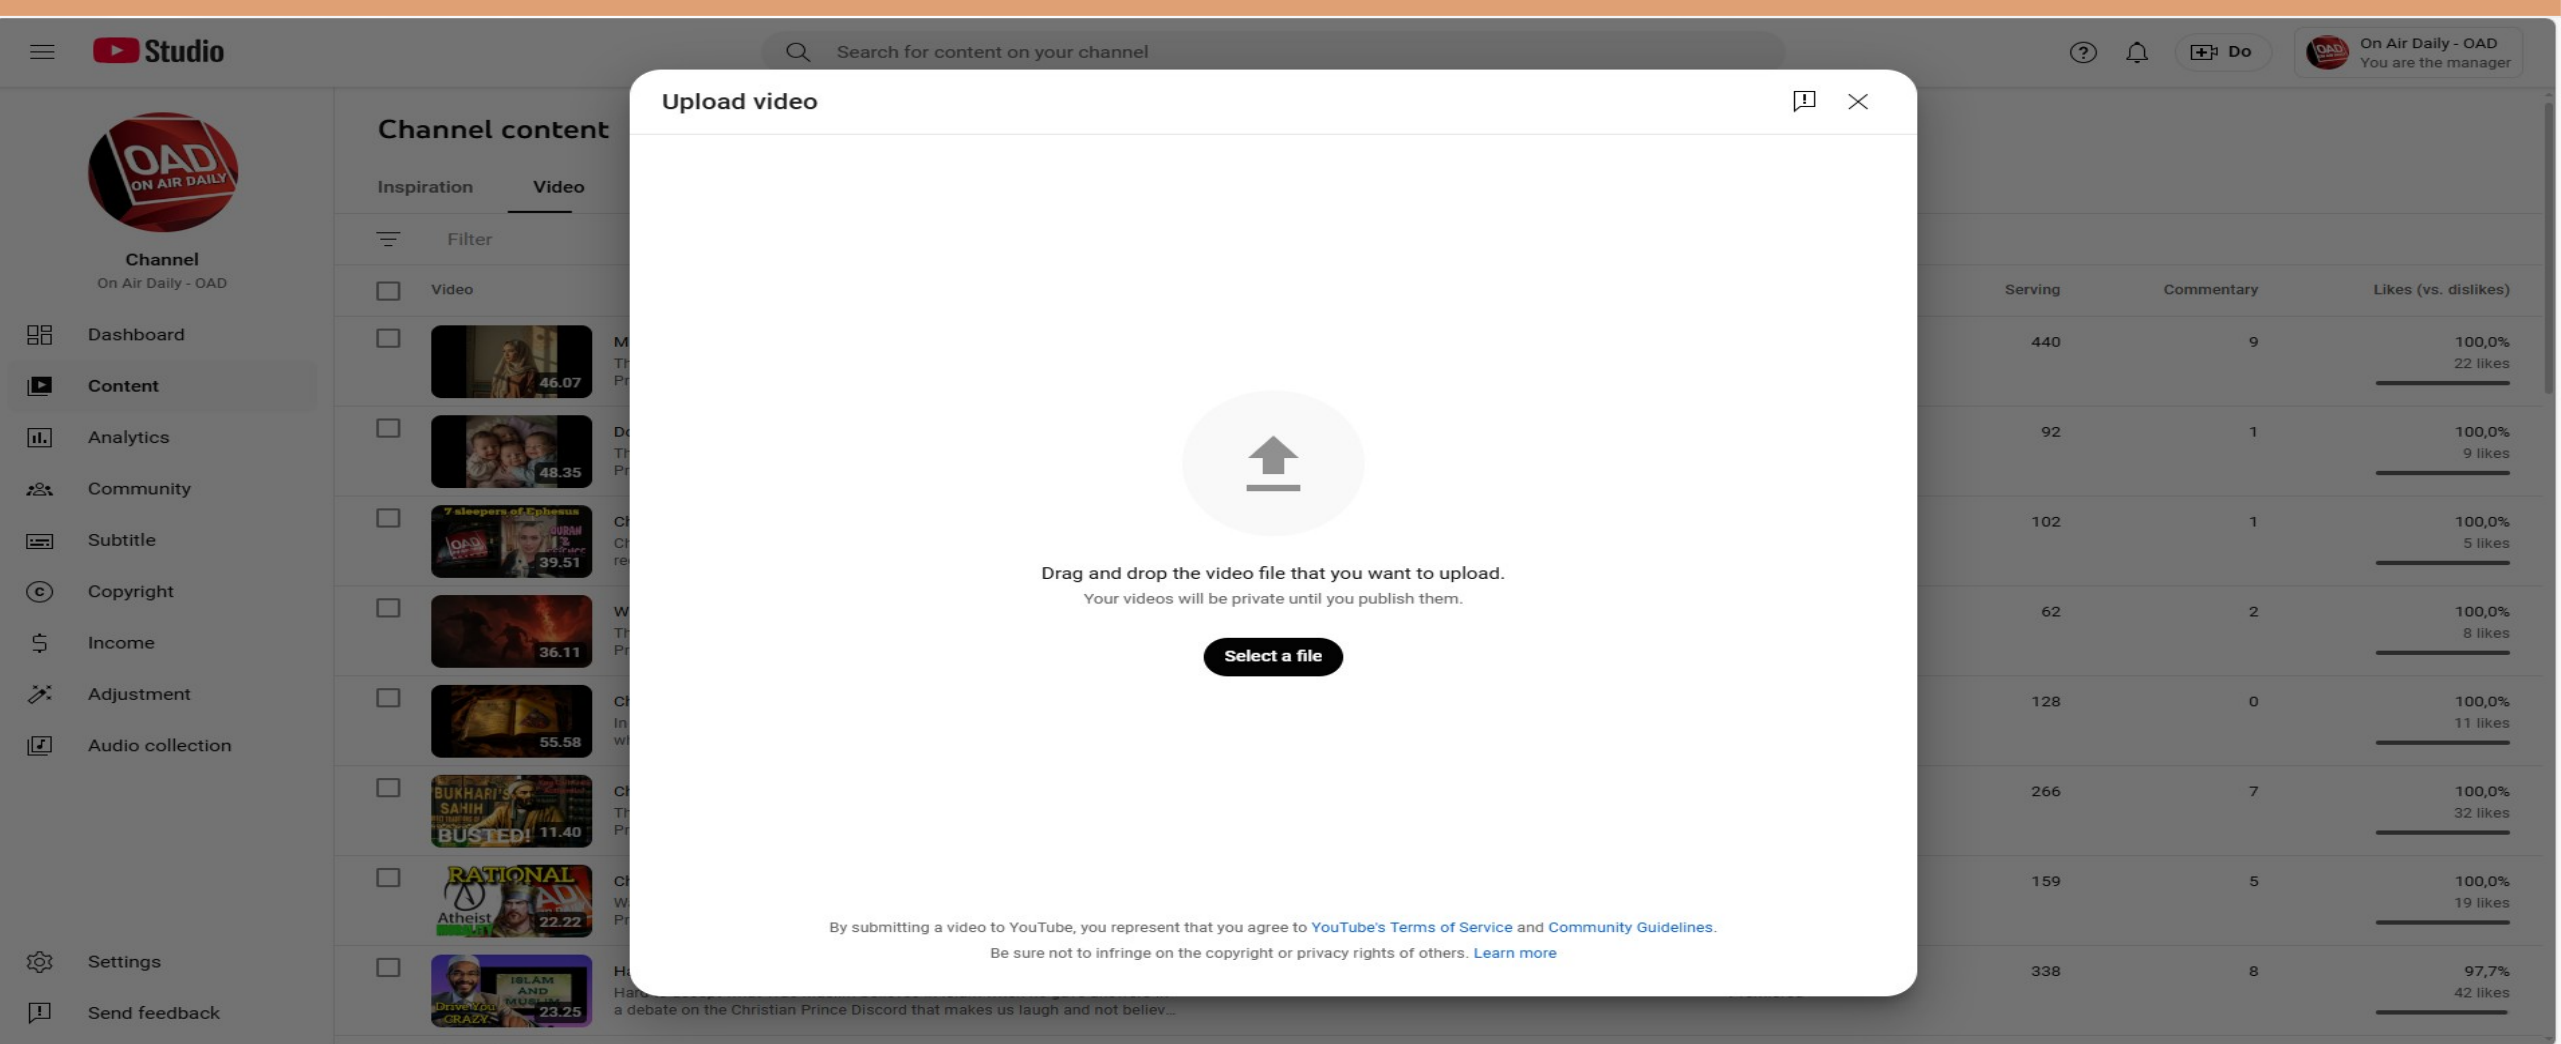 Studio
Search for content on your channel
Do
On Air Daily - OAD
You are the manager
Upload video
OAD
ON AIR DAILY
Channel
On Air Daily - OAD
Dashboard
Content
Analytics
Community
Subtitle
Copyright
Income
Adjustment
Audio collection
Settings
Send feedback
Channel content
Inspiration Video
Filter
Video Serving Commentary Likes (vs. dislikes)
46.07 440 9 100,0%
22 likes
48.35 92 1 100,0%
9 likes
7 sleepers of Ephesus
OAD
39.51 102 1 100,0%
5 likes
36.11 62 2 100,0%
8 likes
55.58 128 0 100,0%
11 likes
BUKHARI'S
SAHIH
BUSTED! 11.40 266 7 100,0%
32 likes
RATIONAL
Atheist
22.22 159 5 100,0%
19 likes
ISLAM
AND
MUSLIM
Drive You
CRAZY.
23.25 338 8 97,7%
42 likes
a debate on the Christian Prince Discord that makes us laugh and not believ...
Drag and drop the video file that you want to upload.
Your videos will be private until you publish them.
Select a file
By submitting a video to YouTube, you represent that you agree to YouTube's Terms of Service and Community Guidelines.
Be sure not to infringe on the copyright or privacy rights of others. Learn more